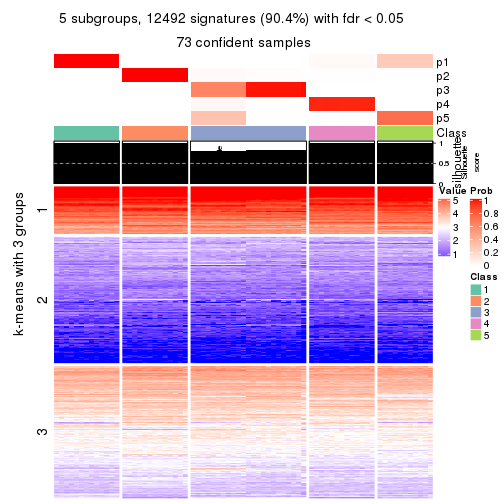 5 subgroups, 12492 signatures (90.4%) with fdr < 0.05
73 confident samples
p1
p2
p3
p4
p5
Class
1
0.5
0
silhouette
Silhouette
score
k-means with 3 groups
1
2
3
Value
5
4
3
2
1
Prob
1
0.8
0.6
0.4
0.2
0
Class
1
2
3
4
5